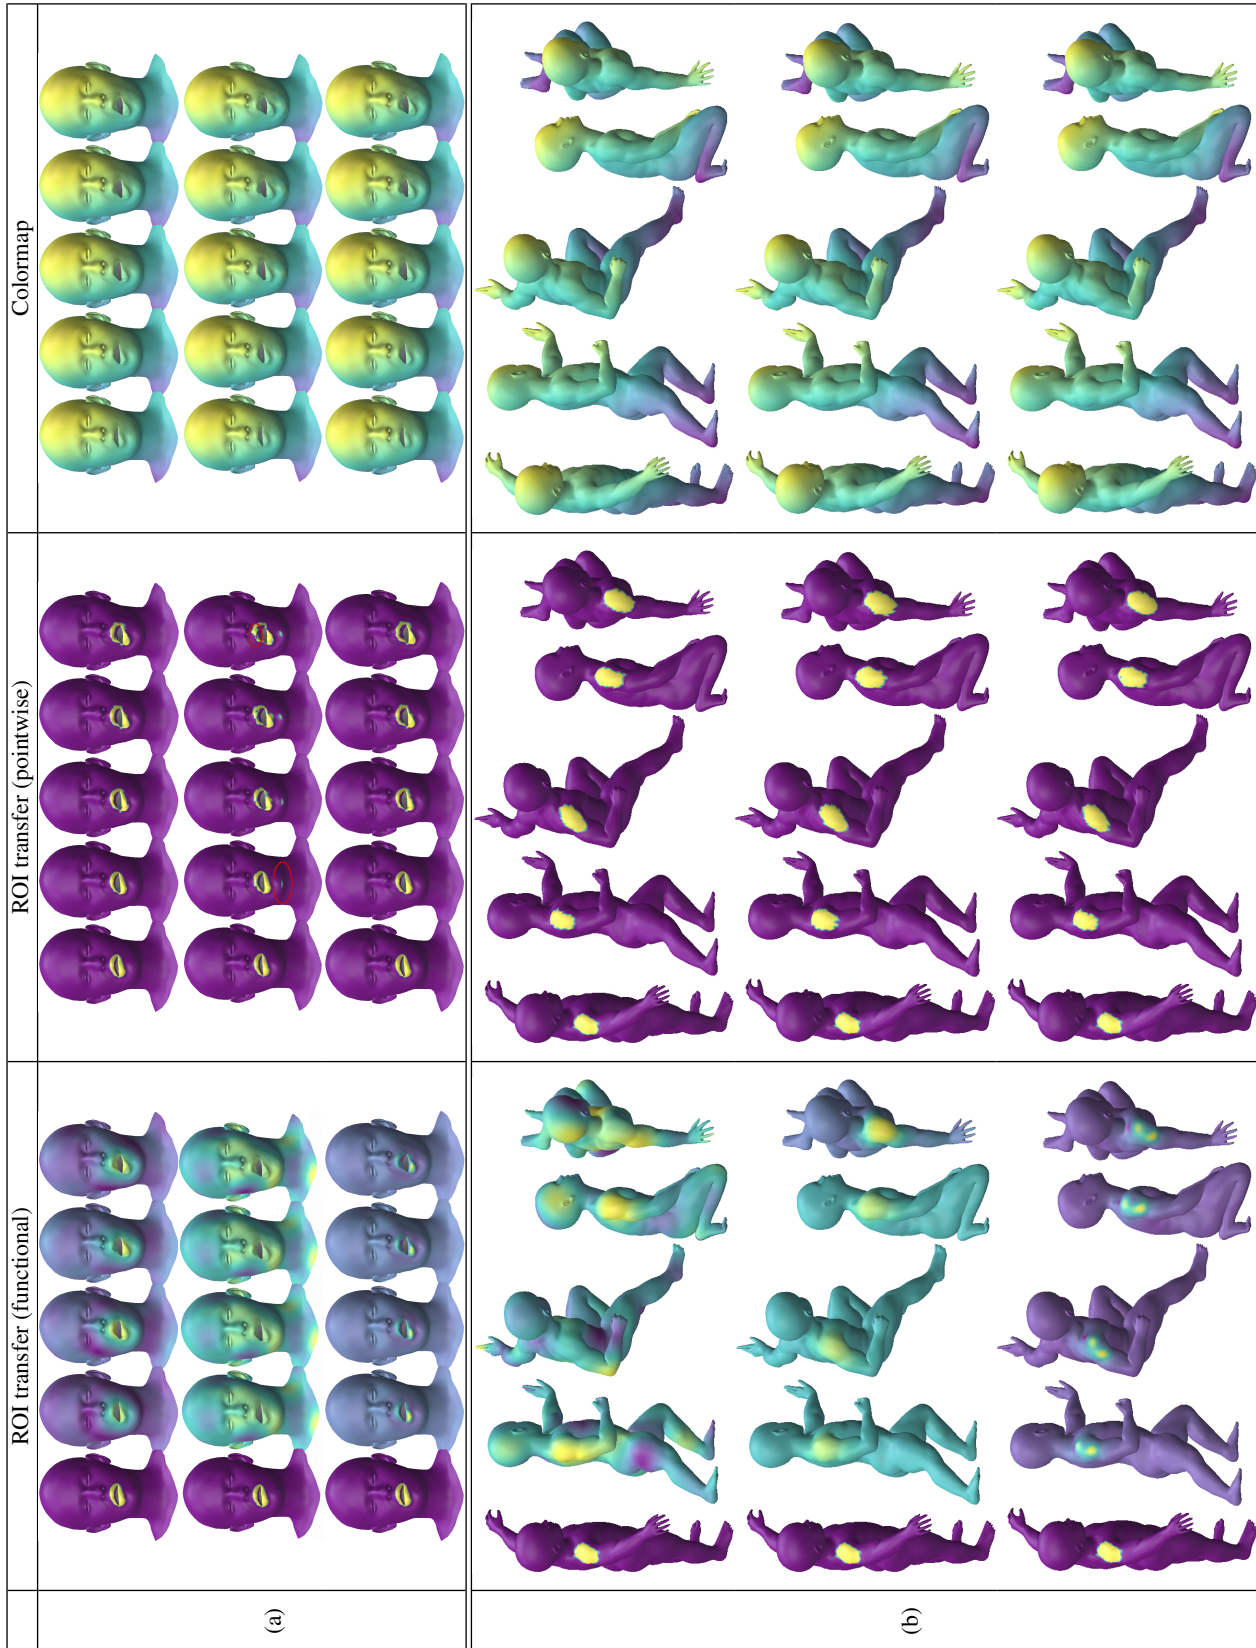 ROI transfer (functional)
ROI transfer (pointwise)
Colormap
(a)
(b)